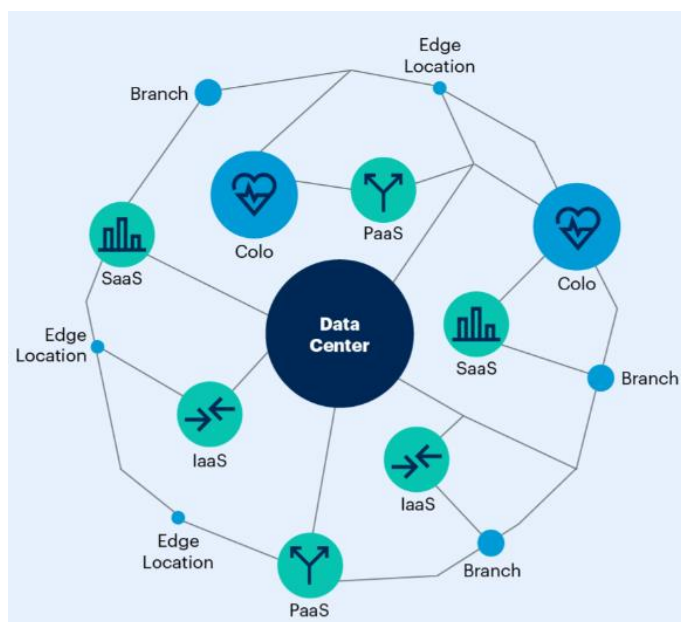 Edge
Location
Branch
PaaS
Colo
SaaS
Colo
Data
Center
Edge
Location
SaaS
Branch
IaaS
IaaS
Edge
Location
Branch
PaaS